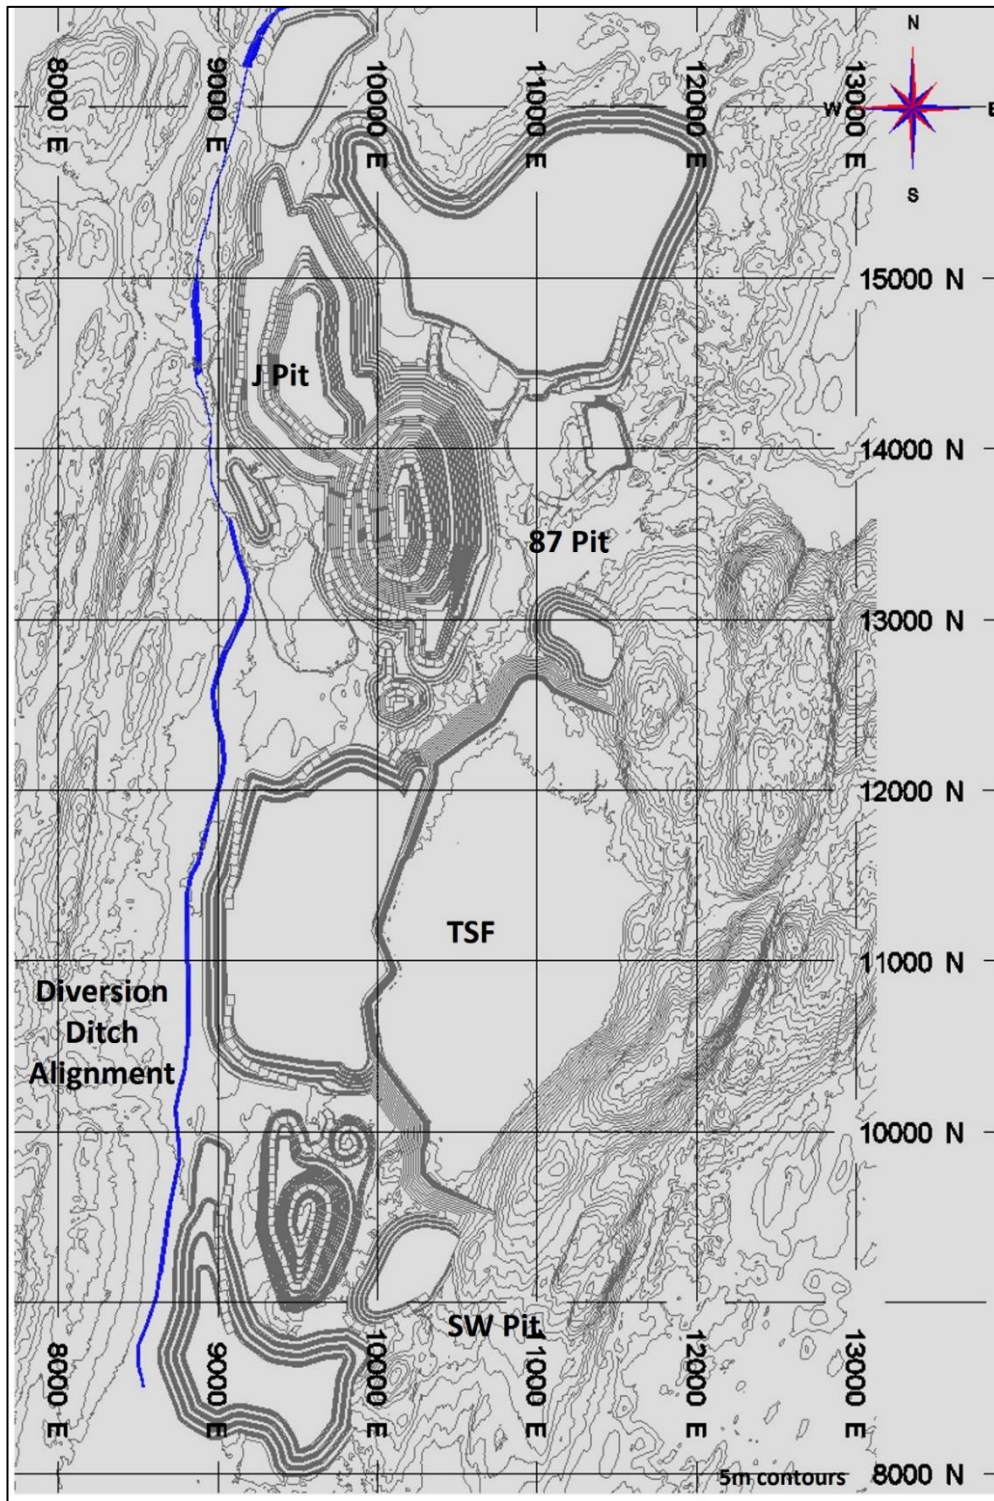 N
8000 E
9000 E
10000 E
11000 E
12000 E
13000 E
W
E
S
15000 N
J Pit
14000 N
87 Pit
13000 N
12000 N
TSF
11000 N
Diversion
Ditch
Alignment
10000 N
SW Pit
8000 E
9000 E
10000 E
11000 E
12000 E
13000 E
5m contours
8000 N